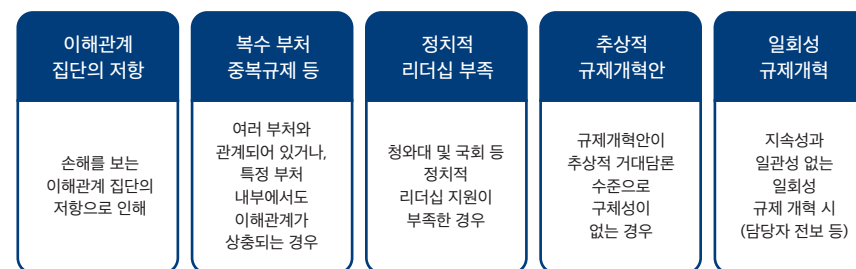 이해관계
집단의 저항
손해를 보는
이해관계 집단의
저항으로 인해
복수 부처
중복규제 등
여러 부처와
관계되어 있거나,
특정 부처
내부에서도
이해관계가
상충되는 경우
정치적
리더십 부족
청와대 및 국회 등
정치적
리더십 지원이
부족한 경우
추상적
규제개혁안
규제개혁안이
추상적 거대담론
수준으로
구체성이
없는 경우
일회성
규제개혁
지속성과
일관성 없는
일회성
규제 개혁 시
(담당자 전보 등)